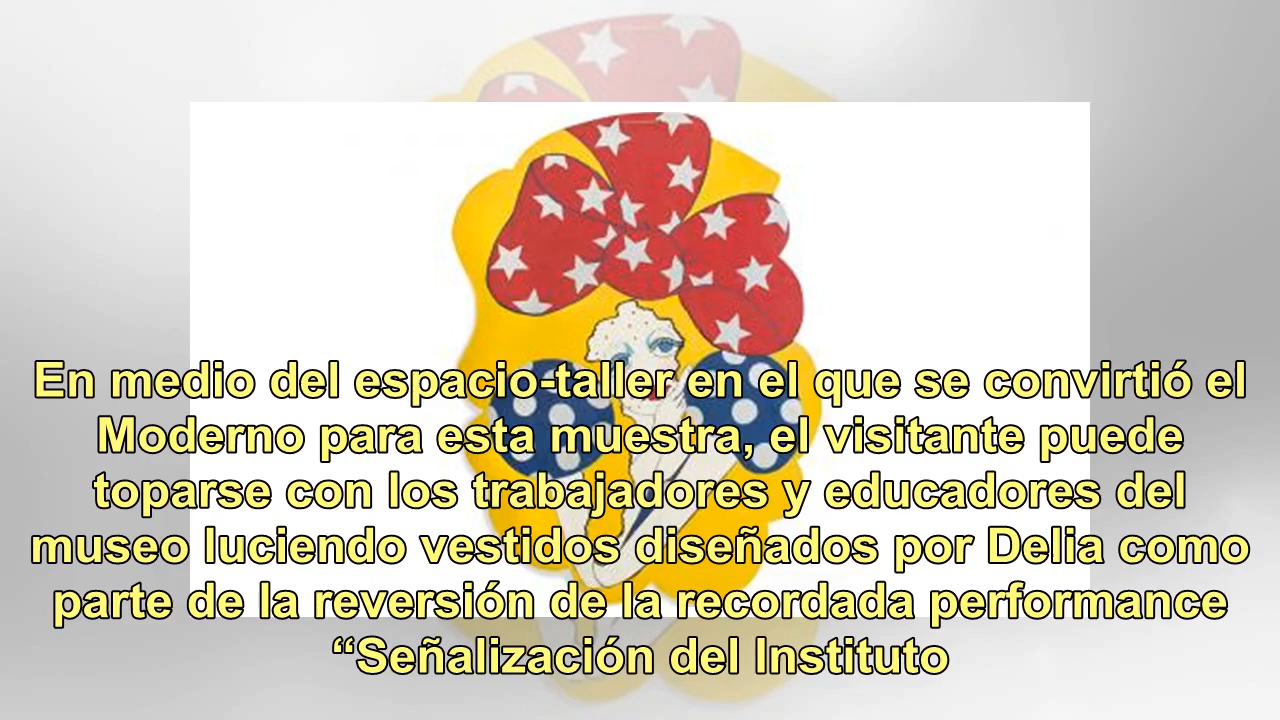 En medio del espacio-taller en el que se convirtió el
Moderno para esta muestra, el visitante puede
toparse con los trabajadores y educadores del
museo luciendo vestidos diseñados por Delia como
parte de la reversión de la recordada performance
“Señalización del Instituto